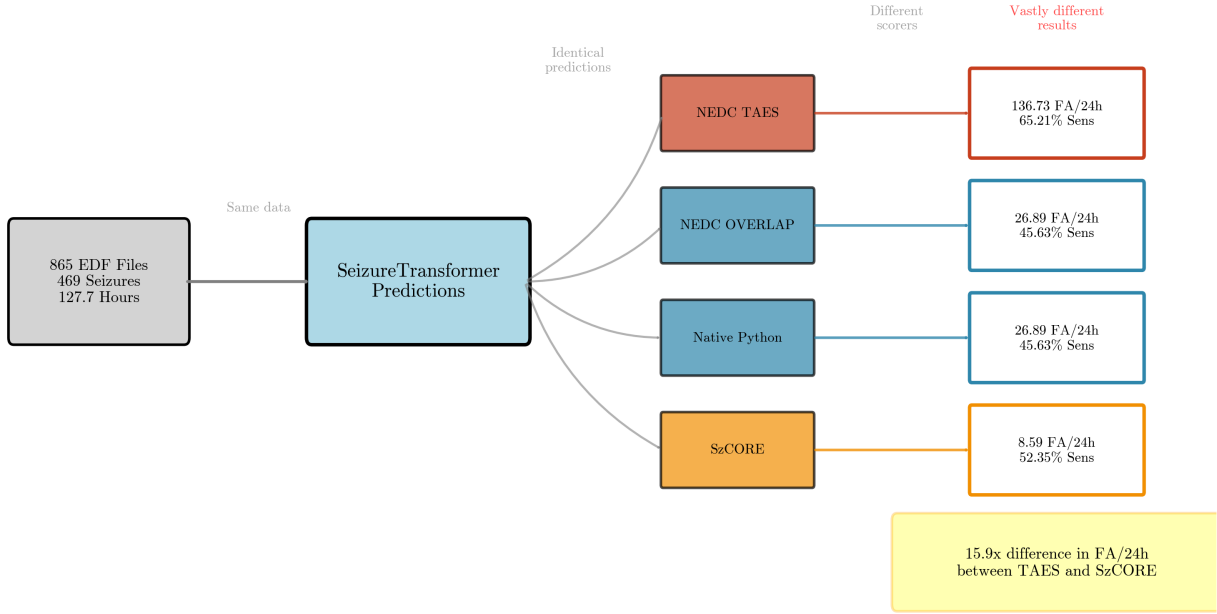 Different
scorers
Vastly different
results
Identical
predictions
NEDC TAES
136.73 FA/24h
65.21% Sens
Same data
NEDC OVERLAP
26.89 FA/24h
45.63% Sens
865 EDF Files
469 Seizures
127.7 Hours
SeizureTransformer
Predictions
Native Python
26.89 FA/24h
45.63% Sens
SzCORE
8.59 FA/24h
52.35% Sens
15.9x difference in FA/24h
between TAES and SzCORE